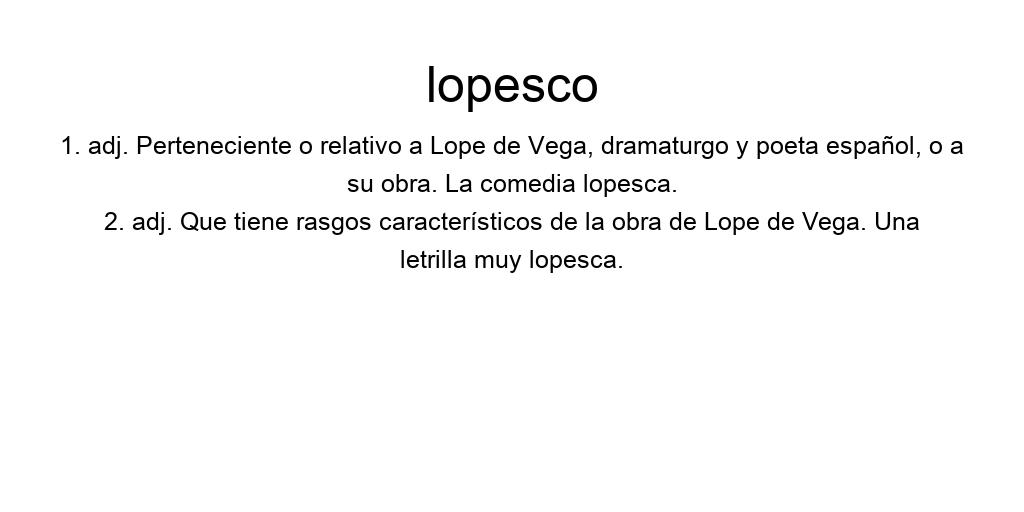 lopesco
1. adj. Perteneciente o relativo a Lope de Vega, dramaturgo y poeta español, o a
su obra. La comedia lopesca.
2. adj. Que tiene rasgos característicos de la obra de Lope de Vega. Una
letrilla muy lopesca.